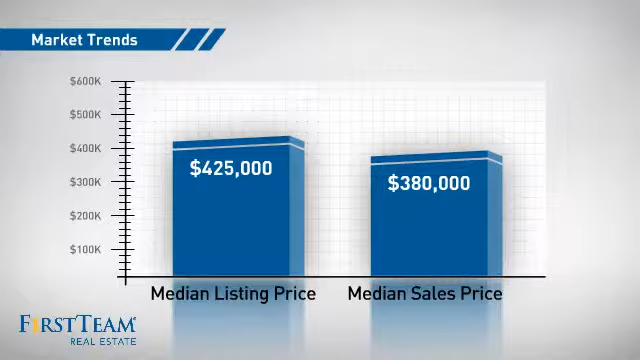 Market Trends
$600K
$500K
$400K
$300K
$200K
$100K
$425,000
$380,000
Median Listing Price
Median Sales Price
FIRSTTEAM®
REAL ESTATE